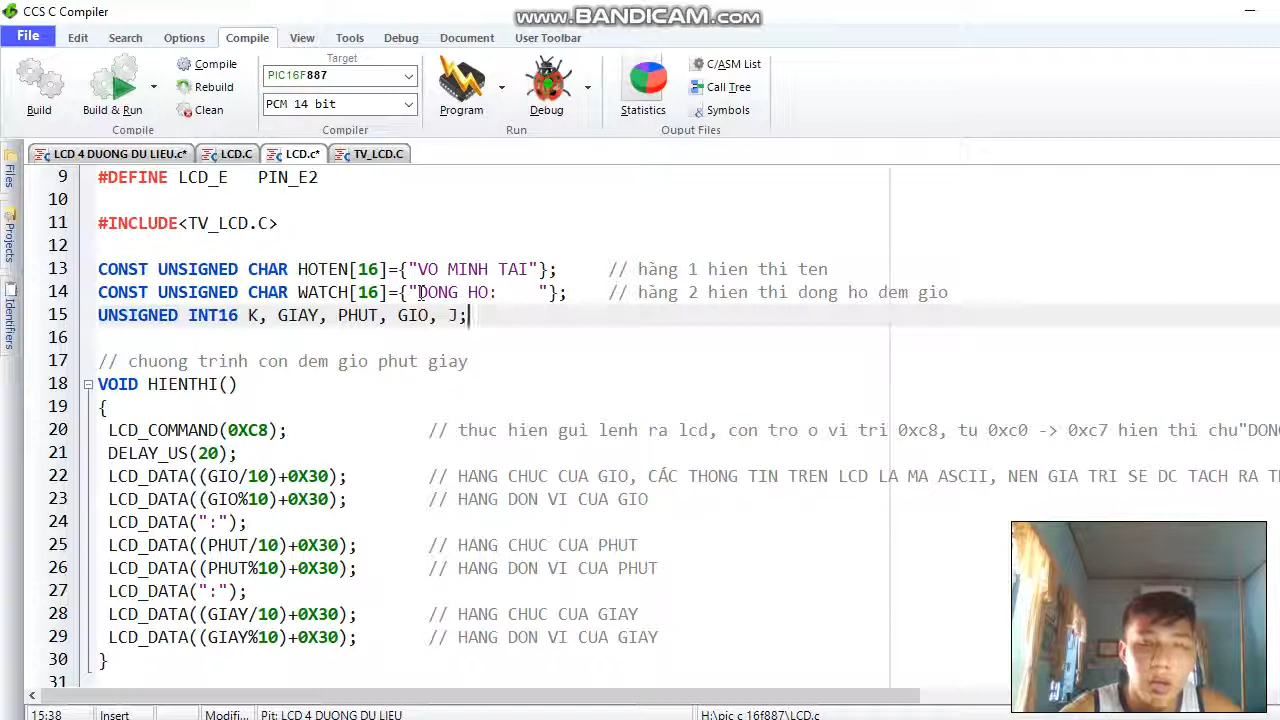 CCS C Compiler
www.BANDICAM.com
File Edit Search Options Compile View Tools Debug Document User Toolbar
Build
Build & Run
Compile
Rebuild
Clean
Compile
Target
PIC16F887
PCM 14 bit
Compiler
Program
Debug
Run
Statistics
C/ASM List
Call Tree
Symbols
Ouput Files
LCD 4 DUONG DU LIEU.c* LCD.C LCD.c* TV_LCD.C
Files
Projects
Identifiers
9 #DEFINE LCD_E PIN_E2
10
11 #INCLUDE<TV_LCD.C>
12
13 CONST UNSIGNED CHAR HOTEN[16]={"VO MINH TAI"}; // hàng 1 hien thi ten
14 CONST UNSIGNED CHAR WATCH[16]={"DONG HO:    "}; // hàng 2 hien thi dong ho dem gio
15 UNSIGNED INT16 K, GIAY, PHUT, GIO, J;
16
17 // chuong trinh con dem gio phut giay
18 VOID HIENTHI()
19 {
20 LCD_COMMAND(0XC8); // thuc hien gui lenh ra lcd, con tro o vi tri 0xc8, tu 0xc0 -> 0xc7 hien thi chu"DONG
21 DELAY_US(20);
22 LCD_DATA((GIO/10)+0X30); // HANG CHUC CUA GIO, CÁC THONG TIN TREN LCD LA MA ASCII, NEN GIA TRI SE DC TACH RA TH
23 LCD_DATA((GIO%10)+0X30); // HANG DON VI CUA GIO
24 LCD_DATA(":");
25 LCD_DATA((PHUT/10)+0X30); // HANG CHUC CUA PHUT
26 LCD_DATA((PHUT%10)+0X30); // HANG DON VI CUA PHUT
27 LCD_DATA(":");
28 LCD_DATA((GIAY/10)+0X30); // HANG CHUC CUA GIAY
29 LCD_DATA((GIAY%10)+0X30); // HANG DON VI CUA GIAY
30 }
31
15:38 Insert Modifi... Pjt: LCD 4 DUONG DU LIEU H:\pic c 16f887\LCD.c